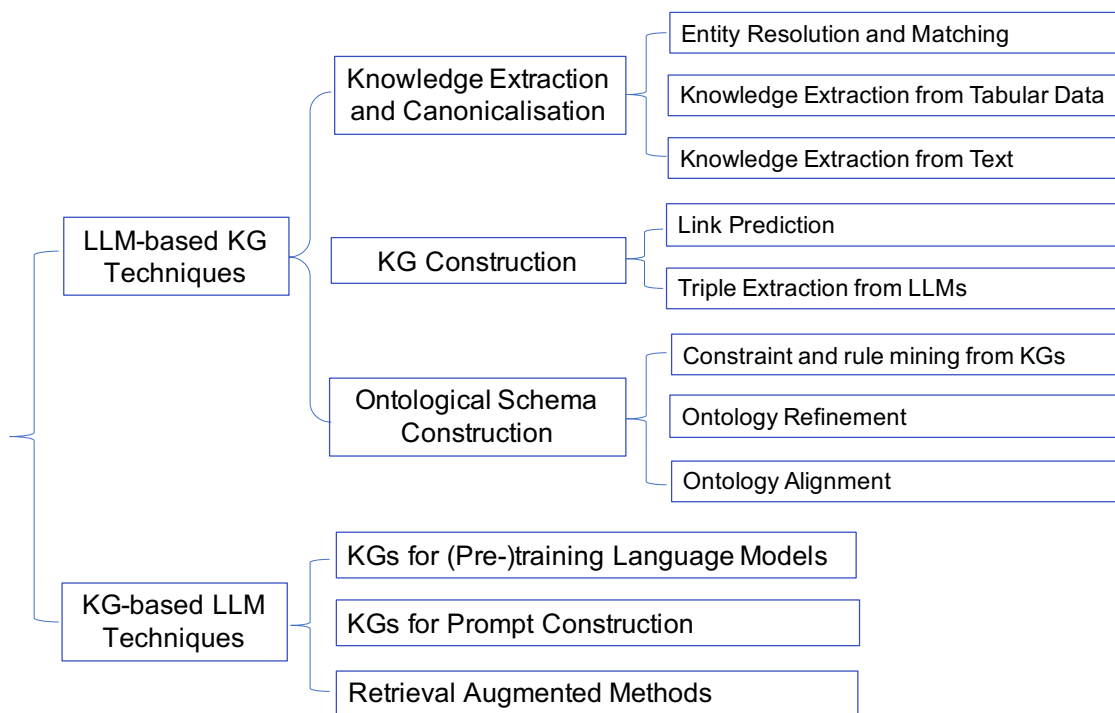 Entity Resolution and Matching
Knowledge Extraction
and Canonicalisation
Knowledge Extraction from Tabular Data
Knowledge Extraction from Text
LLM-based KG
Techniques
Link Prediction
KG Construction
Triple Extraction from LLMs
Constraint and rule mining from KGs
Ontological Schema
Construction
Ontology Refinement
Ontology Alignment
KG-based LLM
Techniques
KGs for (Pre-)training Language Models
KGs for Prompt Construction
Retrieval Augmented Methods